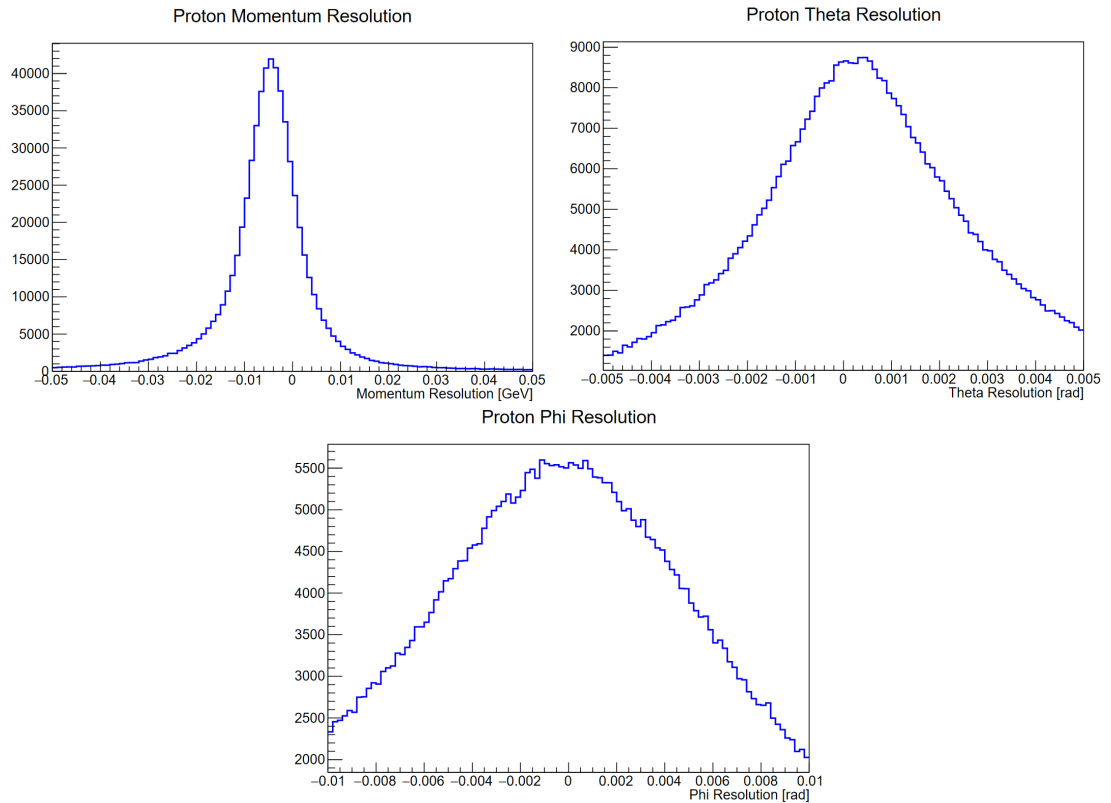 Proton Momentum Resolution
40000
35000
30000
25000
20000
15000
10000
5000
0
−0.05 −0.04 −0.03 −0.02 −0.01 0 0.01 0.02 0.03 0.04 0.05
Momentum Resolution [GeV]
Proton Theta Resolution
9000
8000
7000
6000
5000
4000
3000
2000
−0.005 −0.004 −0.003 −0.002 −0.001 0 0.001 0.002 0.003 0.004 0.005
Theta Resolution [rad]
Proton Phi Resolution
5500
5000
4500
4000
3500
3000
2500
2000
−0.01 −0.008 −0.006 −0.004 −0.002 0 0.002 0.004 0.006 0.008 0.01
Phi Resolution [rad]